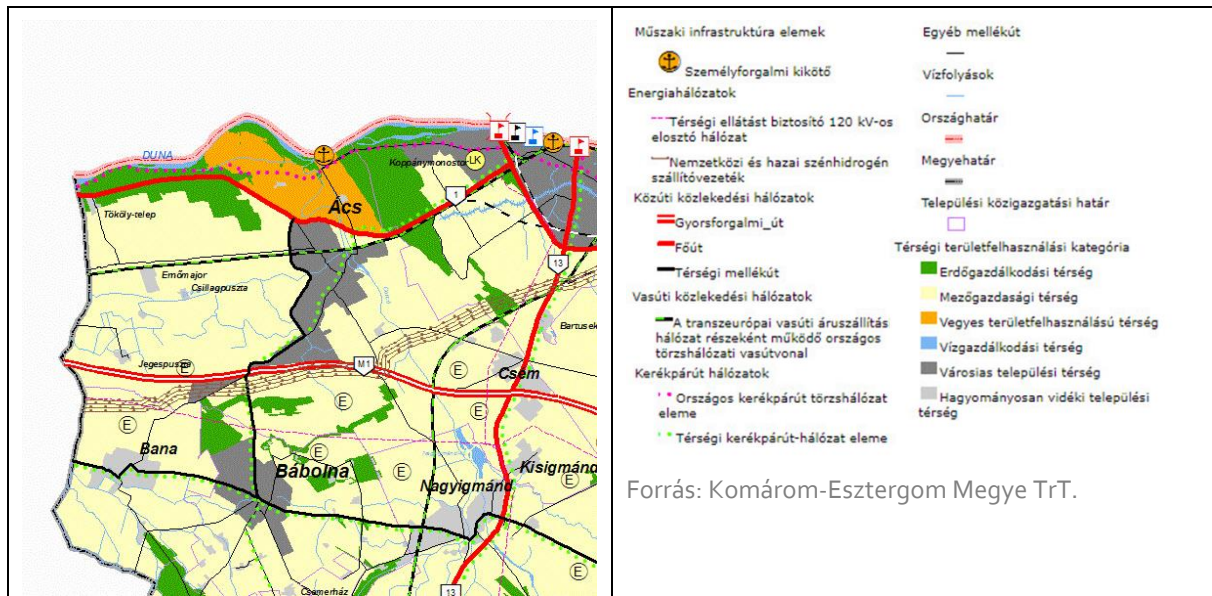 DUNA
Koppánymonostor
LK
Ács
1
Tököly-telep
13
Ernőmajor
Csillagpuszta
Bartusek
Jegespuszta
E
M1
E
Csém
E
E
E
Bana
E
Bábolna
E
Kisigmánd
Nagyigmánd
E
E
Csemerház
13
Műszaki infrastruktúra elemek
Személyforgalmi kikötő
Energiahálózatok
Térségi ellátást biztosító 120 kV-os
elosztó hálózat
Nemzetközi és hazai szénhidrogén
szállítóvezeték
Közúti közlekedési hálózatok
Gyorsforgalmi_út
Főút
Térségi mellékút
Vasúti közlekedési hálózatok
A transzeurópai vasúti áruszállítás
hálózat részeként működő országos
törzshálózati vasútvonal
Kerékpárút hálózatok
Országos kerékpárút törzshálózat
eleme
Térségi kerékpárút-hálózat eleme
Egyéb mellékút
Vízfolyások
Országhatár
Megyehatár
Települési közigazgatási határ
Térségi területfelhasználási kategória
Erdőgazdálkodási térség
Mezőgazdasági térség
Vegyes területfelhasználású térség
Vízgazdálkodási térség
Városias települési térség
Hagyományosan vidéki települési
térség
Forrás: Komárom-Esztergom Megye TrT.